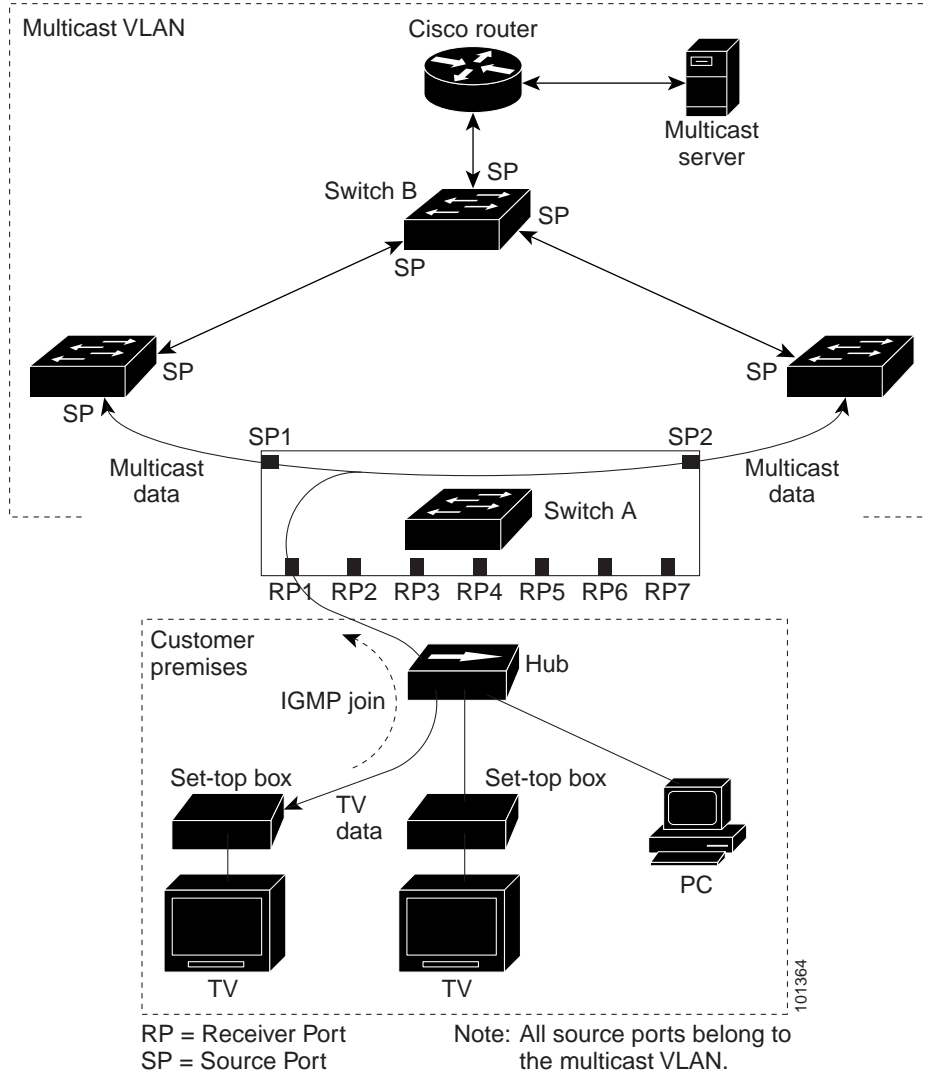 Multicast VLAN
Cisco router
Multicast
server
SP
Switch B
SP
SP
SP
SP
SP
SP1
SP2
Multicast
data
Multicast
data
Switch A
RP1 RP2 RP3 RP4 RP5 RP6 RP7
Customer
premises
Hub
IGMP join
Set-top box
Set-top box
TV
data
PC
TV
TV
101364
RP = Receiver Port
SP = Source Port
Note: All source ports belong to
the multicast VLAN.